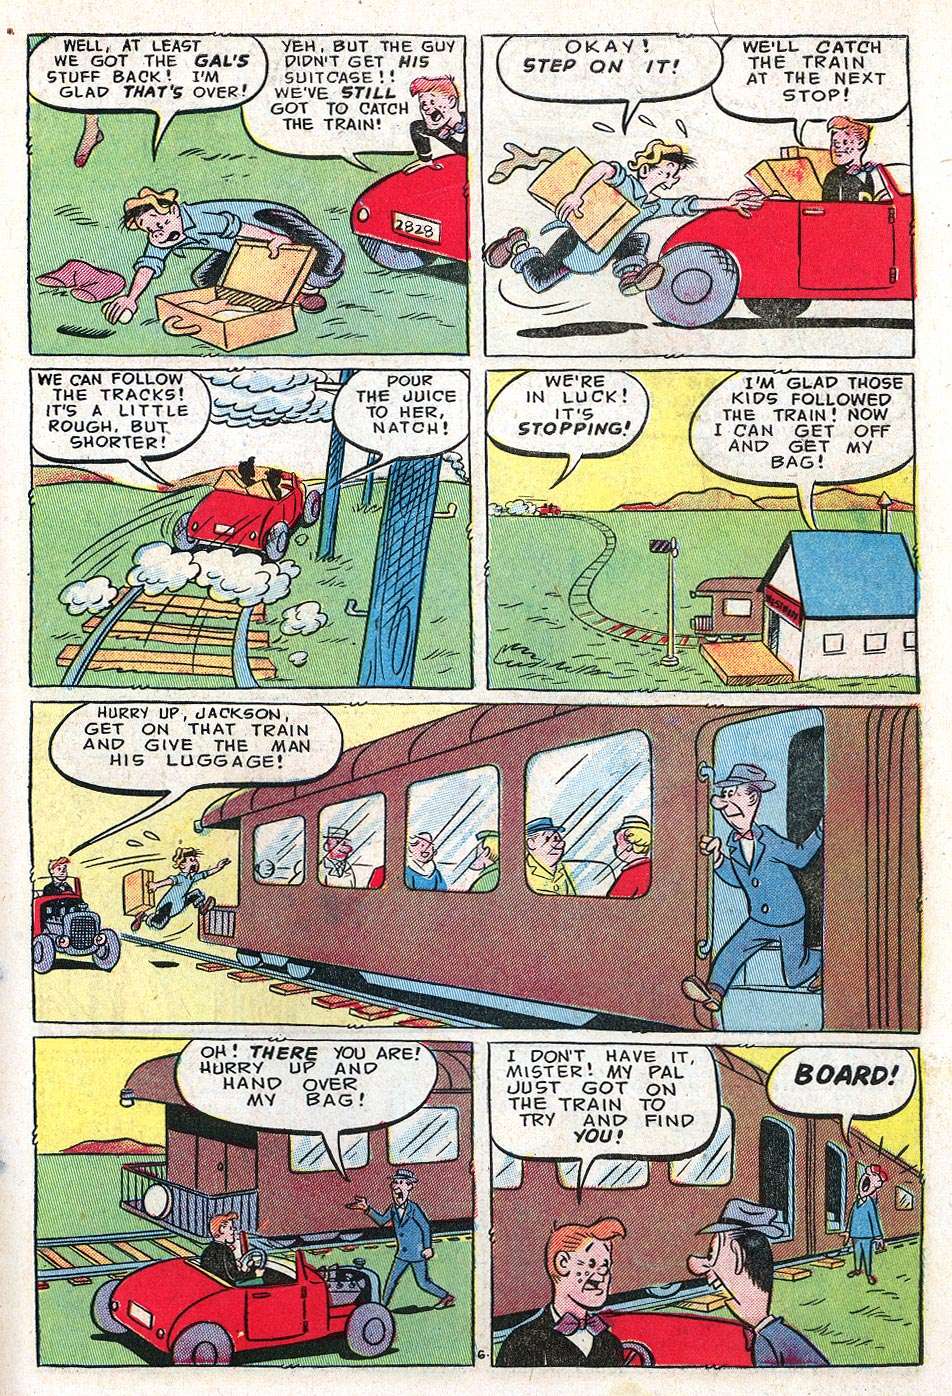 WELL, AT LEAST
WE GOT THE GAL'S
STUFF BACK! I'M
GLAD THAT'S OVER!
YEH, BUT THE GUY
DIDN'T GET HIS
SUITCASE!!
WE'VE STILL
GOT TO CATCH
THE TRAIN!
2828
OKAY!
STEP ON IT!
WE'LL CATCH
THE TRAIN
AT THE NEXT
STOP!
WE CAN FOLLOW
THE TRACKS!
IT'S A LITTLE
ROUGH, BUT
SHORTER!
POUR
THE JUICE
TO HER,
NATCH!
WE'RE
IN LUCK!
IT'S
STOPPING!
I'M GLAD THOSE
KIDS FOLLOWED
THE TRAIN! NOW
I CAN GET OFF
AND GET MY
BAG!
HURRY UP, JACKSON,
GET ON THAT TRAIN
AND GIVE THE MAN
HIS LUGGAGE!
OH! THERE YOU ARE!
HURRY UP AND
HAND OVER
MY BAG!
I DON'T, HAVE IT,
MISTER! MY PAL
JUST GOT ON
THE TRAIN TO
TRY AND FIND
YOU!
BOARD!
6